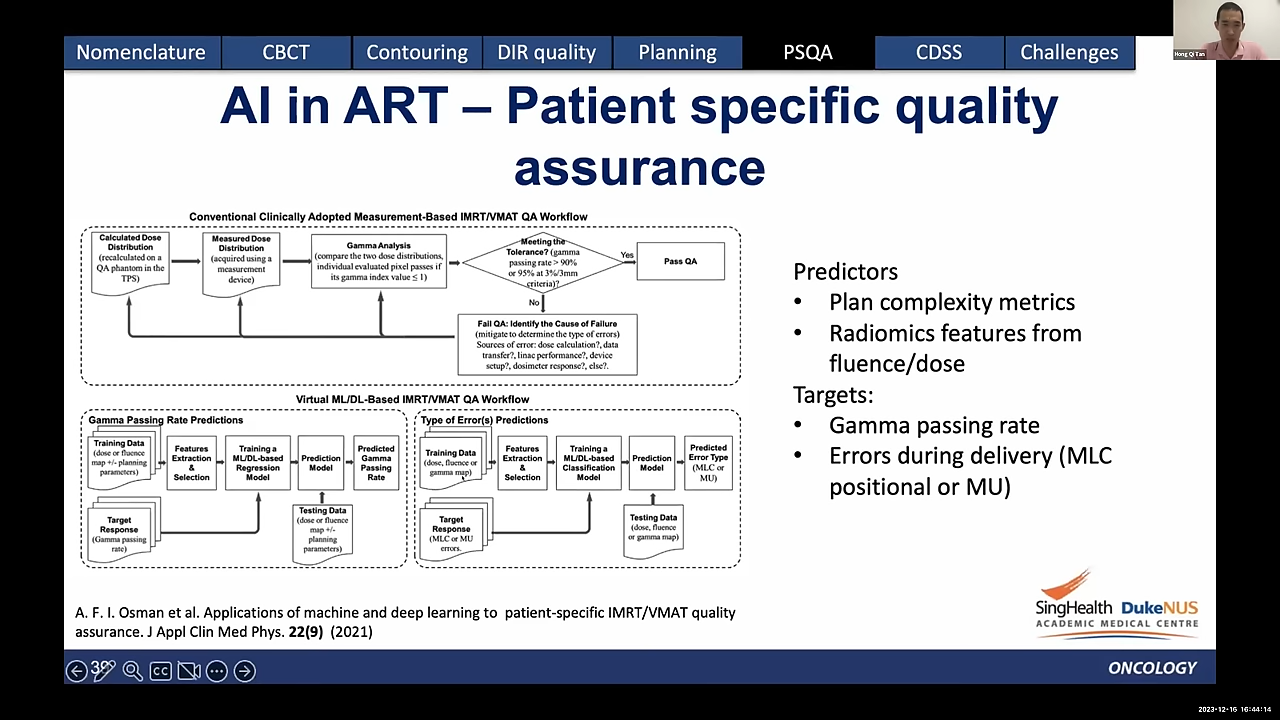 Hong Qi Tan
Nomenclature CBCT Contouring DIR quality Planning PSQA CDSS Challenges
AI in ART – Patient specific quality
assurance
Conventional Clinically Adopted Measurement-Based IMRT/VMAT QA Workflow
Calculated Dose
Distribution
(recalculated on a
QA phantom in the
TPS)
Measured Dose
Distribution
(acquired using a
measurement
device)
Gamma Analysis
(compare the two dose distributions,
individual evaluated pixel passes if
its gamma index value ≤ 1)
Meeting the
Tolerance? (gamma
passing rate > 90%
or 95% at 3%/3mm
criteria)?
Yes
Pass QA
No
Fail QA: Identify the Cause of Failure
(mitigate to determine the type of errors)
Sources of error: dose calculation?, data
transfer?, linac performance?, device
setup?, dosimeter response?, else?.
Virtual ML/DL-Based IMRT/VMAT QA Workflow
Gamma Passing Rate Predictions
Training Data
(dose or fluence
map +/- planning
parameters)
Features
Extraction
&
Selection
Training a
ML/DL-based
Regression
Model
Prediction
Model
Predicted
Gamma
Passing
Rate
Target
Response
(Gamma passing
rate)
Testing Data
(dose or fluence
map +/-
planning
parameters)
Type of Error(s) Predictions
Training Data
(dose, fluence or
gamma map)
Features
Extraction
&
Selection
Training a
ML/DL-based
Classification
Model
Prediction
Model
Predicted
Error Type
(MLC or
MU)
Target
Response
(MLC or MU
errors.
Testing Data
(dose, fluence
or gamma map)
Predictors
• Plan complexity metrics
• Radiomics features from
fluence/dose
Targets:
• Gamma passing rate
• Errors during delivery (MLC
positional or MU)
A. F. I. Osman et al. Applications of machine and deep learning to patient-specific IMRT/VMAT quality
assurance. J Appl Clin Med Phys. 22(9) (2021)
SingHealth DukeNUS
ACADEMIC MEDICAL CENTRE
39
CC
ONCOLOGY
2023-12-16 16:44:14